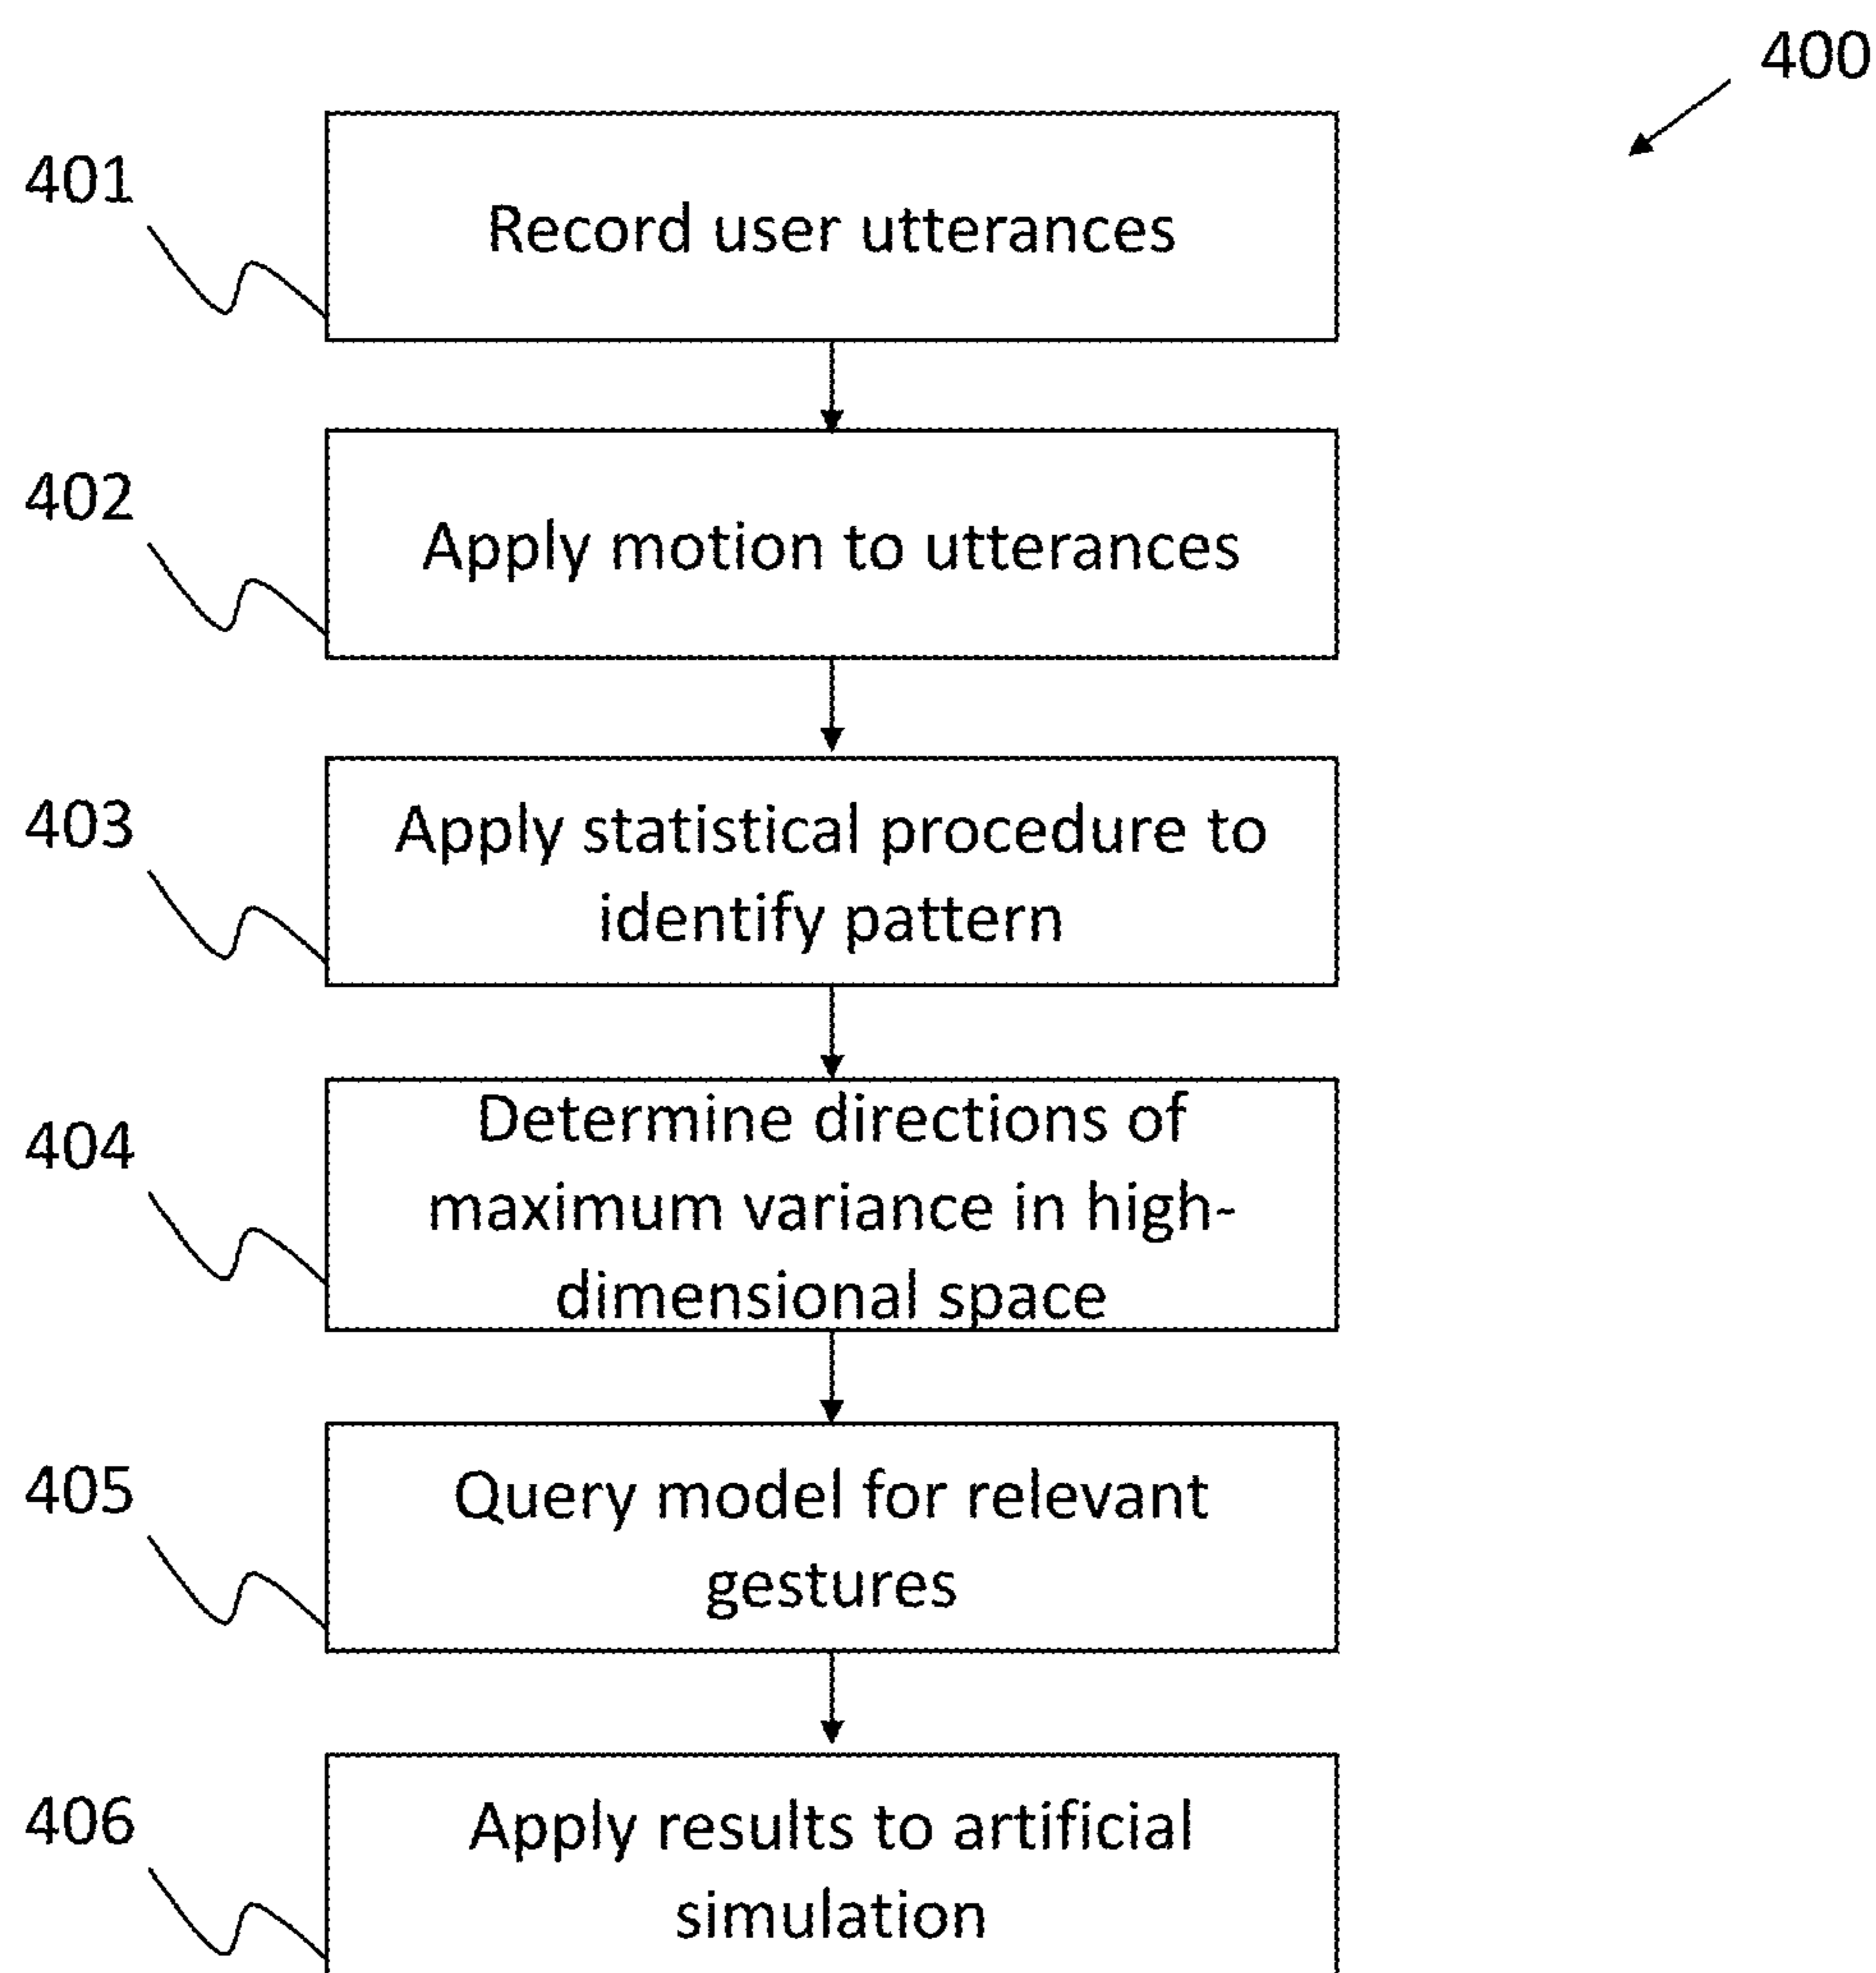 400
401
Record user utterances
402
Apply motion to utterances
403
Apply statistical procedure to
identify pattern
404
Determine directions of
maximum variance in high-
dimensional space
405
Query model for relevant
gestures
406
Apply results to artificial
simulation